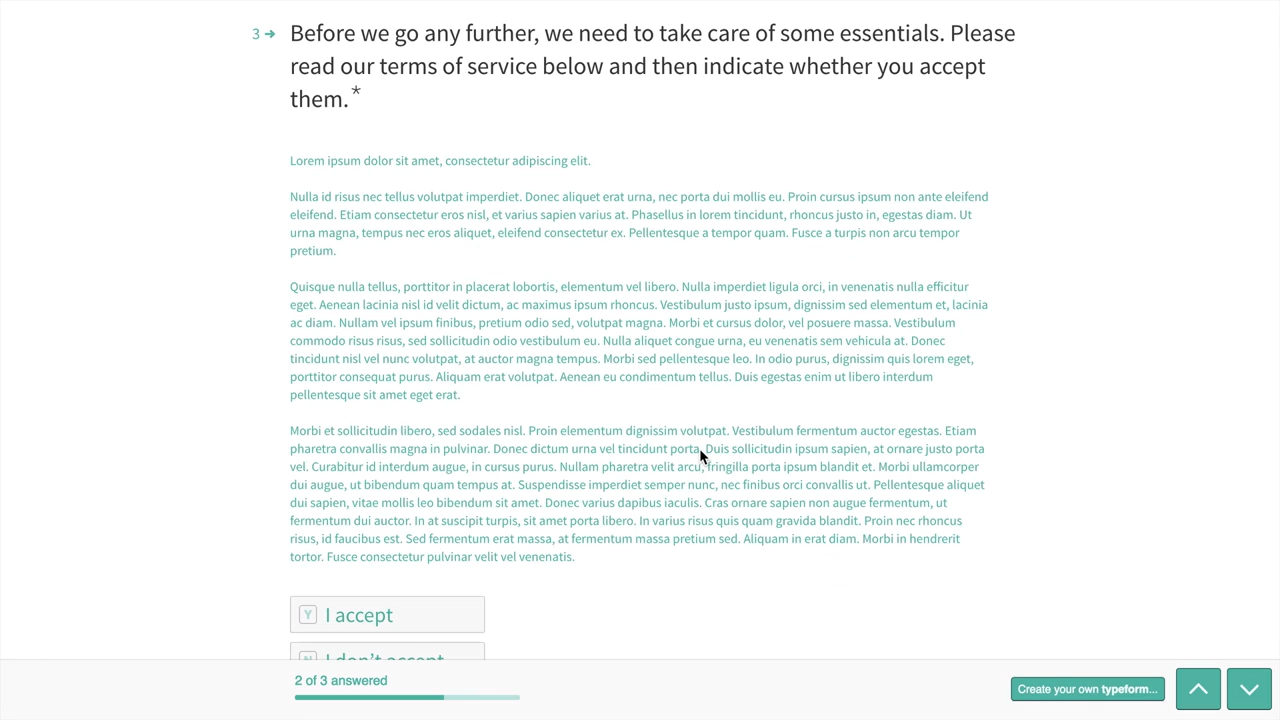 3
Before we go any further, we need to take care of some essentials. Please
read our terms of service below and then indicate whether you accept
them.*
Lorem ipsum dolor sit amet, consectetur adipiscing elit.
Nulla id risus nec tellus volutpat imperdiet. Donec aliquet erat urna, nec porta dui mollis eu. Proin cursus ipsum non ante eleifend
eleifend. Etiam consectetur eros nisl, et varius sapien varius at. Phasellus in lorem tincidunt, rhoncus justo in, egestas diam. Ut
urna magna, tempus nec eros aliquet, eleifend consectetur ex. Pellentesque a tempor quam. Fusce a turpis non arcu tempor
pretium.
Quisque nulla tellus, porttitor in placerat lobortis, elementum vel libero. Nulla imperdiet ligula orci, in venenatis nulla efficitur
eget. Aenean lacinia nisl id velit dictum, ac maximus ipsum rhoncus. Vestibulum justo ipsum, dignissim sed elementum et, lacinia
ac diam. Nullam vel ipsum finibus, pretium odio sed, volutpat magna. Morbi et cursus dolor, vel posuere massa. Vestibulum
commodo risus risus, sed sollicitudin odio vestibulum eu. Nulla aliquet congue urna, eu venenatis sem vehicula at. Donec
tincidunt nisl vel nunc volutpat, at auctor magna tempus. Morbi sed pellentesque leo. In odio purus, dignissim quis lorem eget,
porttitor consequat purus. Aliquam erat volutpat. Aenean eu condimentum tellus. Duis egestas enim ut libero interdum
pellentesque sit amet eget erat.
Morbi et sollicitudin libero, sed sodales nisl. Proin elementum dignissim volutpat. Vestibulum fermentum auctor egestas. Etiam
pharetra convallis magna in pulvinar. Donec dictum urna vel tincidunt porta. Duis sollicitudin ipsum sapien, at ornare justo porta
vel. Curabitur id interdum augue, in cursus purus. Nullam pharetra velit arcu, fringilla porta ipsum blandit et. Morbi ullamcorper
dui augue, ut bibendum quam tempus at. Suspendisse imperdiet semper nunc, nec finibus orci convallis ut. Pellentesque aliquet
dui sapien, vitae mollis leo bibendum sit amet. Donec varius dapibus iaculis. Cras ornare sapien non augue fermentum, ut
fermentum dui auctor. In at suscipit turpis, sit amet porta libero. In varius risus quis quam gravida blandit. Proin nec rhoncus
risus, id faucibus est. Sed fermentum erat massa, at fermentum massa pretium sed. Aliquam in erat diam. Morbi in hendrerit
tortor. Fusce consectetur pulvinar velit vel venenatis.
Y I accept
N I don't accept
2 of 3 answered
Create your own typeform...